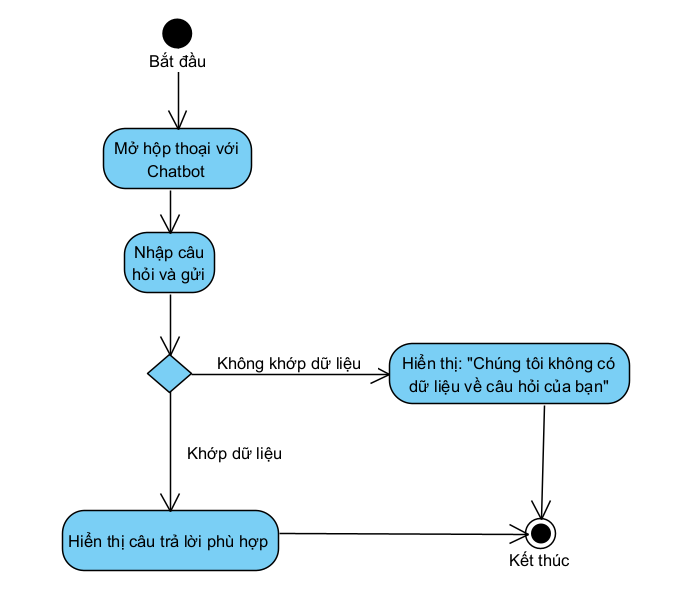 Bắt đầu
Mở hộp thoại với
Chatbot
Nhập câu
hỏi và gửi
Không khớp dữ liệu
Hiển thị: "Chúng tôi không có
dữ liệu về câu hỏi của bạn"
Khớp dữ liệu
Hiển thị câu trả lời phù hợp
Kết thúc